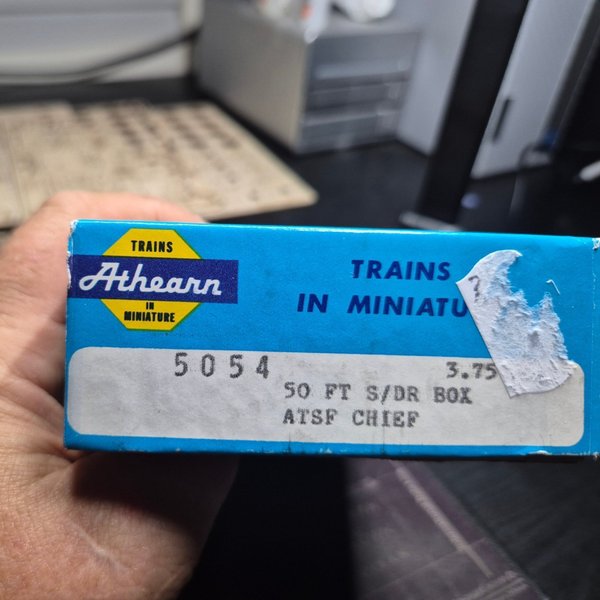 TRAINS
Athearn
IN
MINIATURE
TRAINS
IN MINIATU
?
5054 3.75
50 FT S/DR BOX
ATSF CHIEF